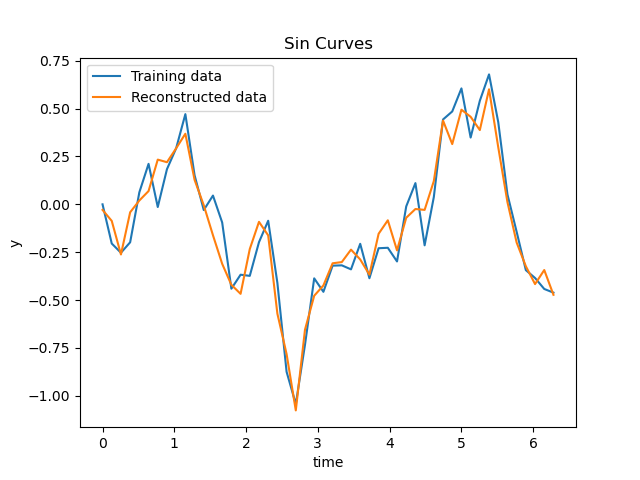 Sin Curves
Training data
Reconstructed data
0.75
0.50
0.25
0.00
−0.25
−0.50
−0.75
−1.00
y
0 1 2 3 4 5 6
time